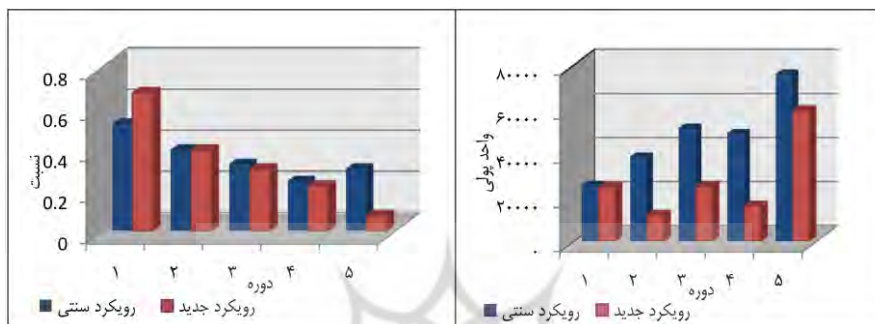 0.8
0.6
0.4
0.2
0
نسبت
۱ ۲ ۳ ۴ ۵
دوره
رویکرد سنتی رویکرد جدید
۸۰۰۰۰
۶۰۰۰۰
۴۰۰۰۰
۲۰۰۰۰
۰
واحد پولی
۱ ۲ ۳ ۴ ۵
دوره
رویکرد سنتی رویکرد جدید